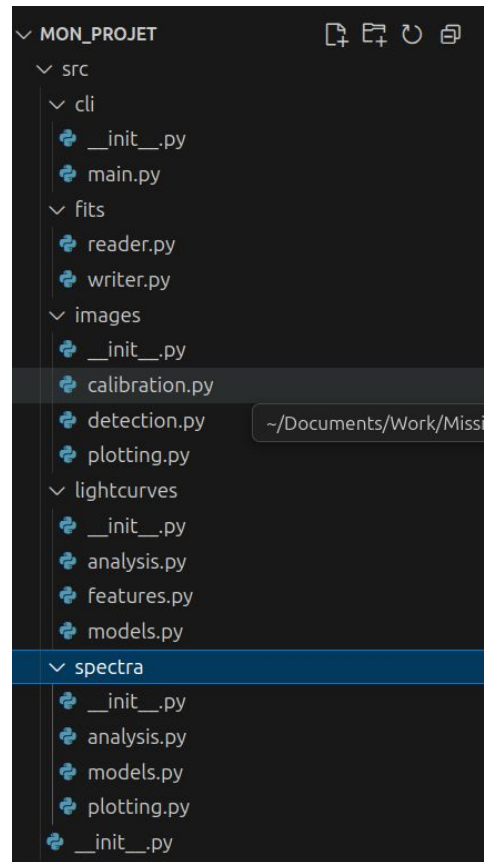 MON_PROJET
src
cli
__init__.py
main.py
fits
reader.py
writer.py
images
__init__.py
calibration.py
detection.py
~/Documents/Work/Missi
plotting.py
lightcurves
__init__.py
analysis.py
features.py
models.py
spectra
__init__.py
analysis.py
models.py
plotting.py
__init__.py